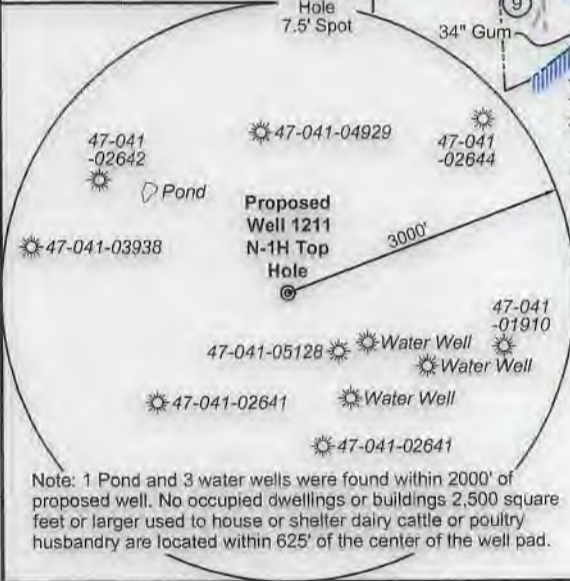 Hole
7.5' Spot
9
34" Gum
47-041
-02642
47-041-04929
47-041
-02644
Pond
Proposed
Well 1211
N-1H Top
Hole
3000'
47-041-03938
47-041
-01910
47-041-05128
Water Well
Water Well
47-041-02641
Water Well
47-041-02641
Note: 1 Pond and 3 water wells were found within 2000' of
proposed well. No occupied dwellings or buildings 2,500 square
feet or larger used to house or shelter dairy cattle or poultry
husbandry are located within 625' of the center of the well pad.